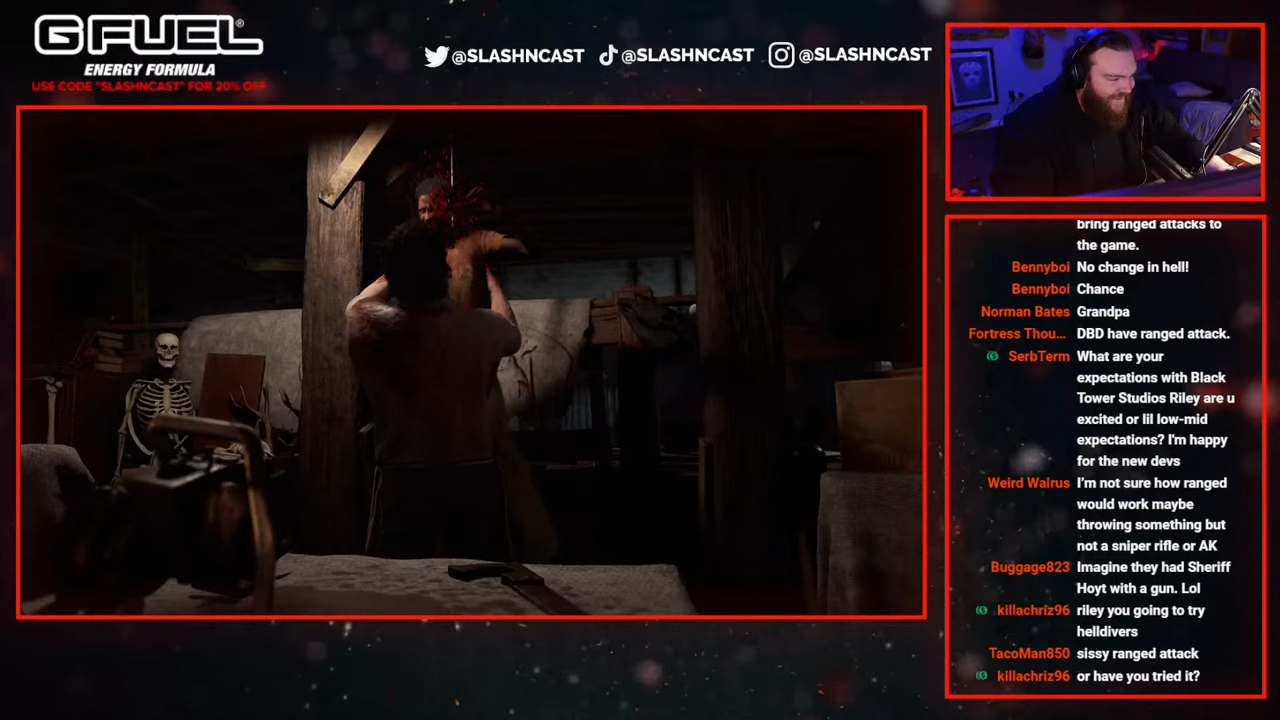 GFUEL®
ENERGY FORMULA
USE CODE "SLASHNCAST" FOR 20% OFF
@SLASHNCAST @SLASHNCAST @SLASHNCAST
bring ranged attacks to
the game.
Bennyboi No change in hell!
Bennyboi Chance
Norman Bates Grandpa
Fortress Thou... DBD have ranged attack.
SerbTerm What are your
expectations with Black
Tower Studios Riley are u
excited or lil low-mid
expectations? I'm happy
for the new devs
Weird Walrus I'm not sure how ranged
would work maybe
throwing something but
not a sniper rifle or AK
Buggage823 Imagine they had Sheriff
Hoyt with a gun. Lol
killachriz96 riley you going to try
helldivers
TacoMan850 sissy ranged attack
killachriz96 or have you tried it?